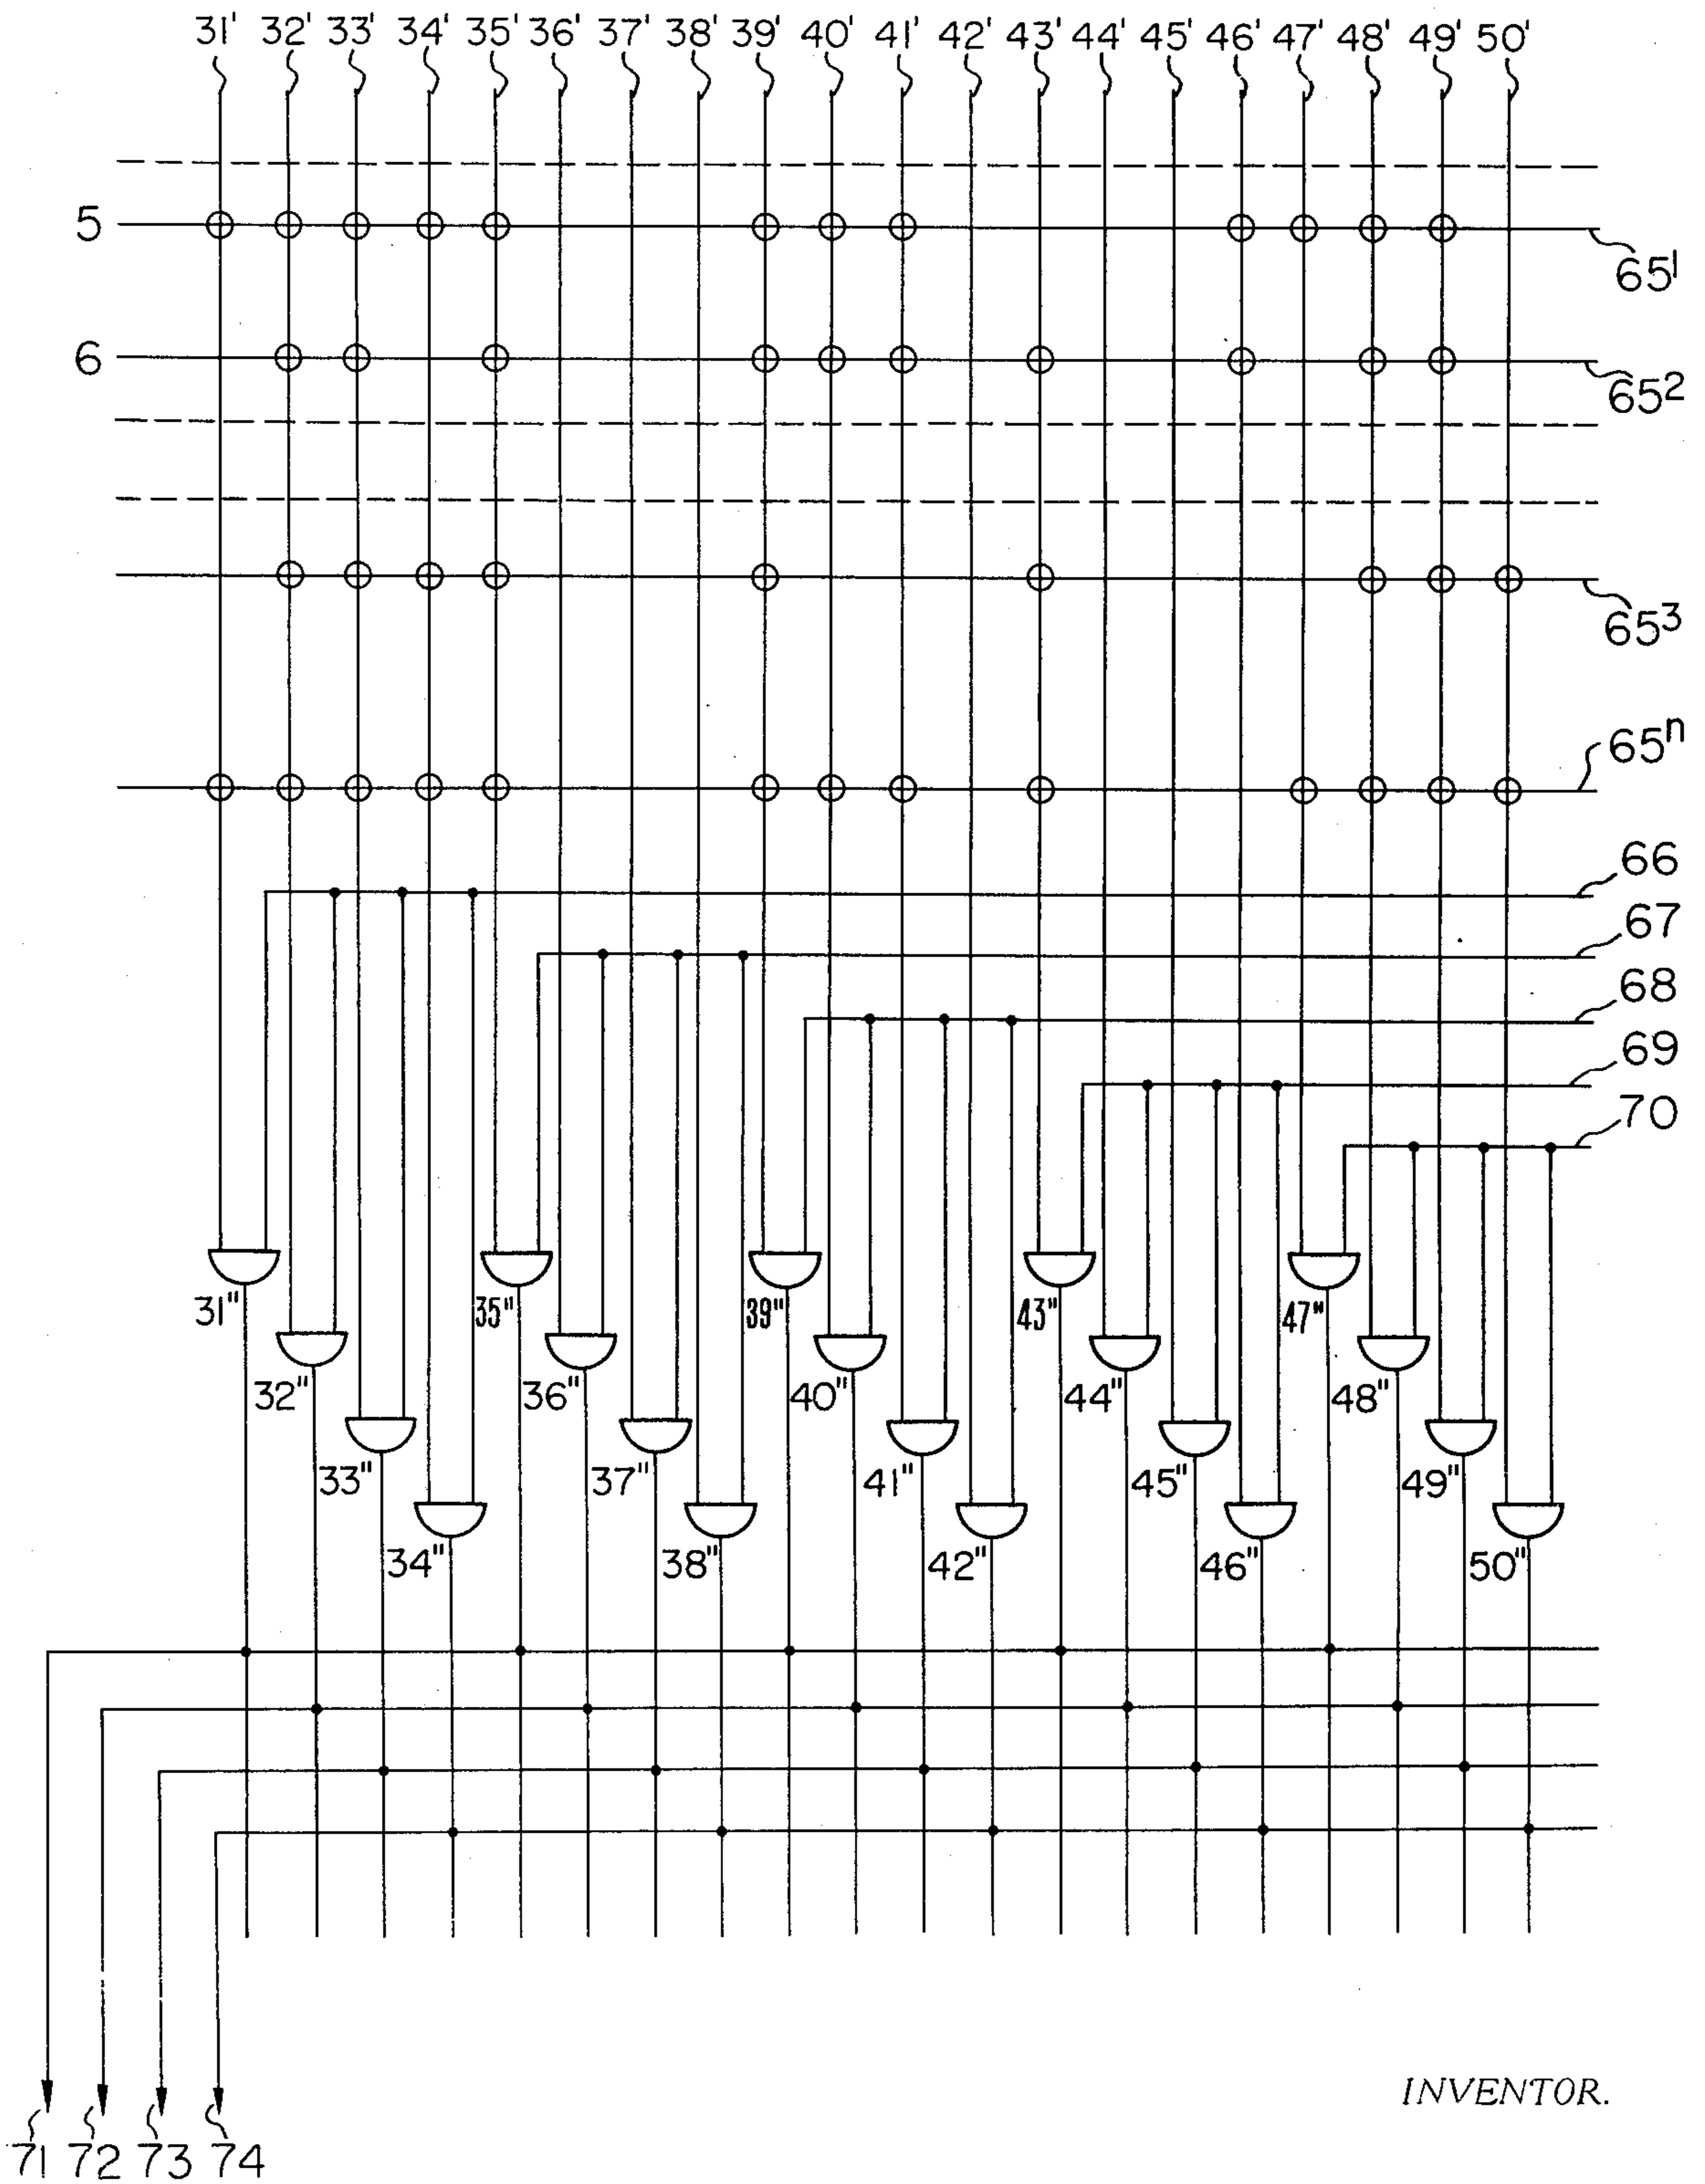 31' 32' 33' 34' 35' 36' 37' 38' 39' 40' 41' 42' 43' 44' 45' 46' 47' 48' 49' 50'
5
65¹
6
65²
65³
65ⁿ
66
67
68
69
70
31" 35" 39" 43" 47"
32" 36" 40" 44" 48"
33" 37" 41" 45" 49"
34" 38" 42" 46" 50"
INVENTOR.
71 72 73 74